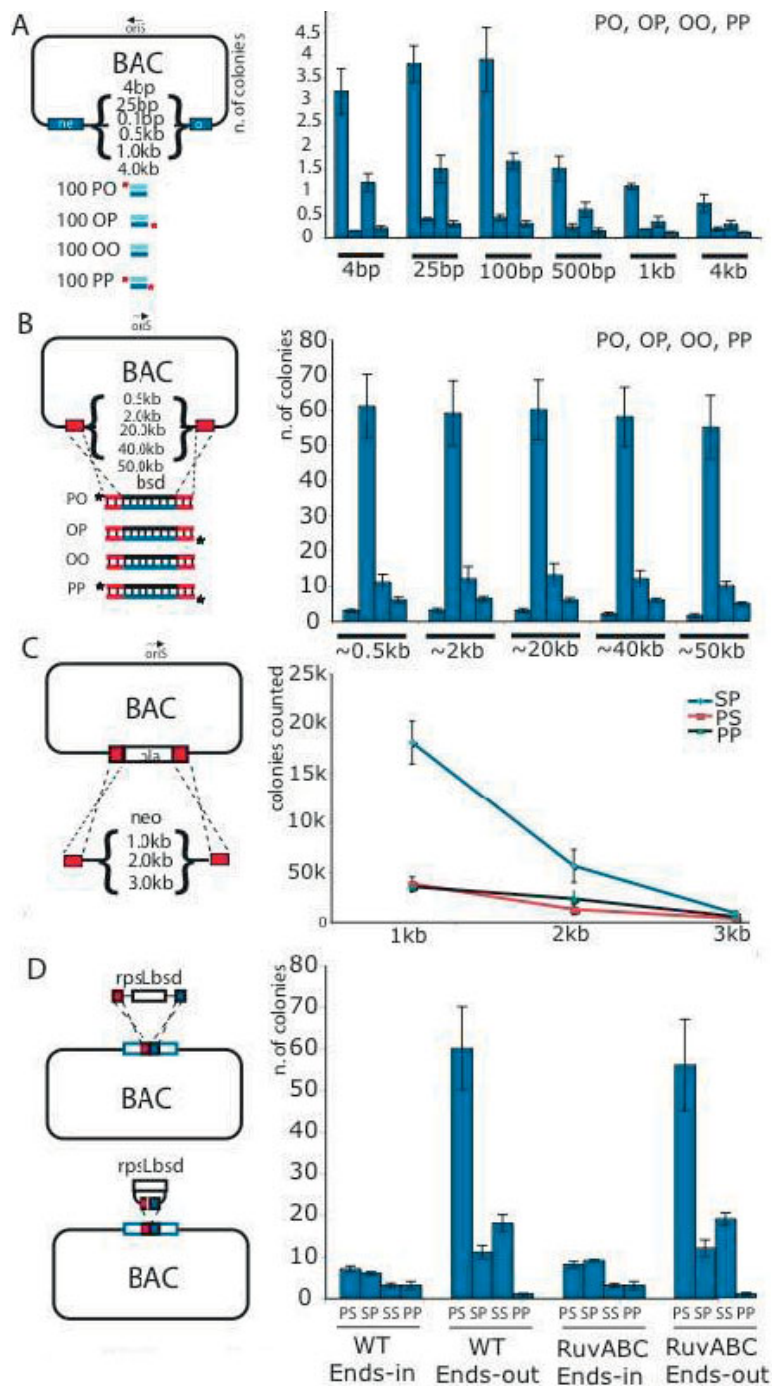 A
oriS
BAC
4bp
25bp
0.1bp
0.5kb
1.0kb
4.0kb
ne
o
100 PO
100 OP
100 OO
100 PP
n. of colonies
PO, OP, OO, PP
5
4.5
4
3.5
3
2.5
2
1.5
1
0.5
0
4bp 25bp 100bp 500bp 1kb 4kb
B
oriS
BAC
0.5kb
2.0kb
20.0kb
40.0kb
50.0kb
bsd
PO
OP
OO
PP
n. of colonies
PO, OP, OO, PP
80
70
60
50
40
30
20
10
0
~0.5kb ~2kb ~20kb ~40kb ~50kb
C
oriS
BAC
neo
1.0kb
2.0kb
3.0kb
colonies counted
25k
20k
15k
10k
50k
0
SP
PS
PP
1kb 2kb 3kb
D
rpsLbsd
BAC
rpsLbsd
BAC
n. of colonies
80
70
60
50
40
30
20
10
0
PS SP SS PP PS SP SS PP PS SP SS PP PS SP SS PP
WT WT RuvABC RuvABC
Ends-in Ends-out Ends-in Ends-out